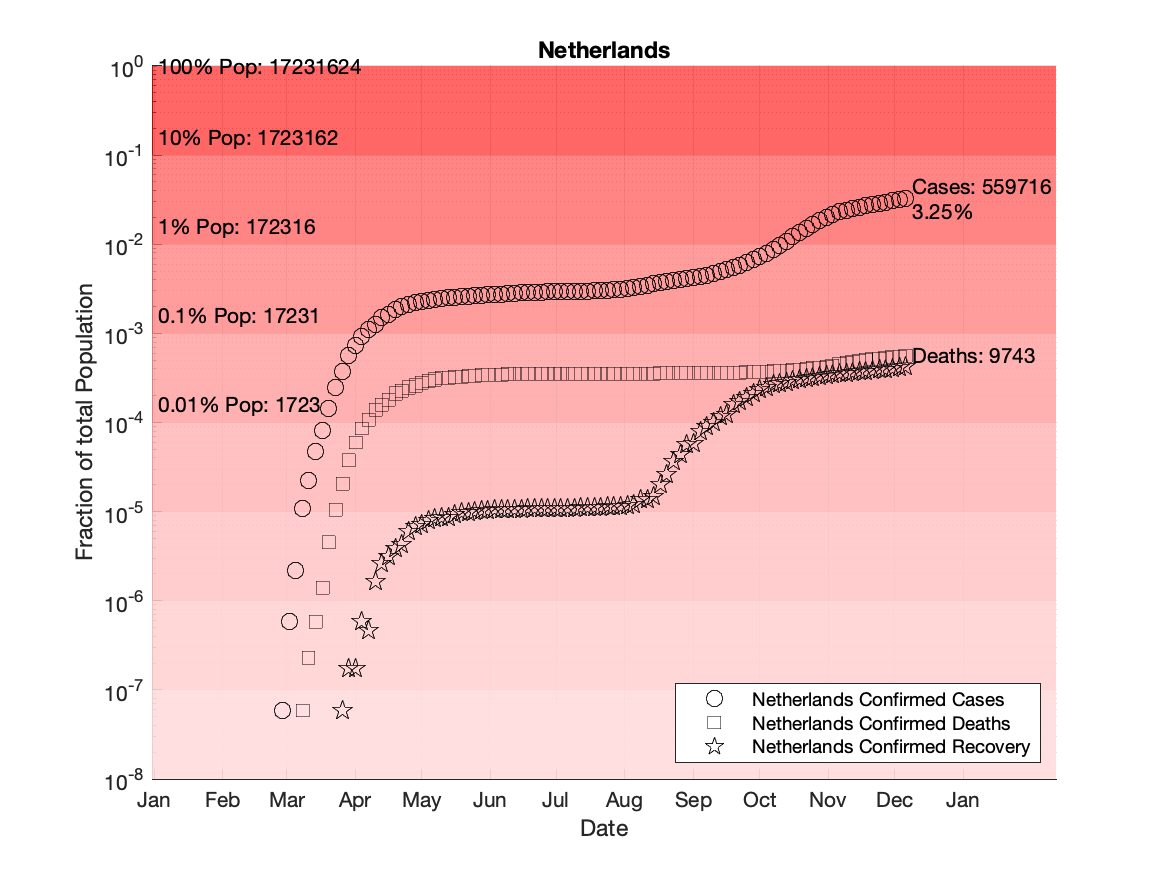 Netherlands
10^0
100% Pop: 17231624
10% Pop: 1723162
10^-1
Cases: 559716
3.25%
1% Pop: 172316
10^-2
0.1% Pop: 17231
10^-3
Deaths: 9743
0.01% Pop: 1723
10^-4
10^-5
10^-6
10^-7
10^-8
Fraction of total Population
Netherlands Confirmed Cases
Netherlands Confirmed Deaths
Netherlands Confirmed Recovery
Jan Feb Mar Apr May Jun Jul Aug Sep Oct Nov Dec Jan
Date